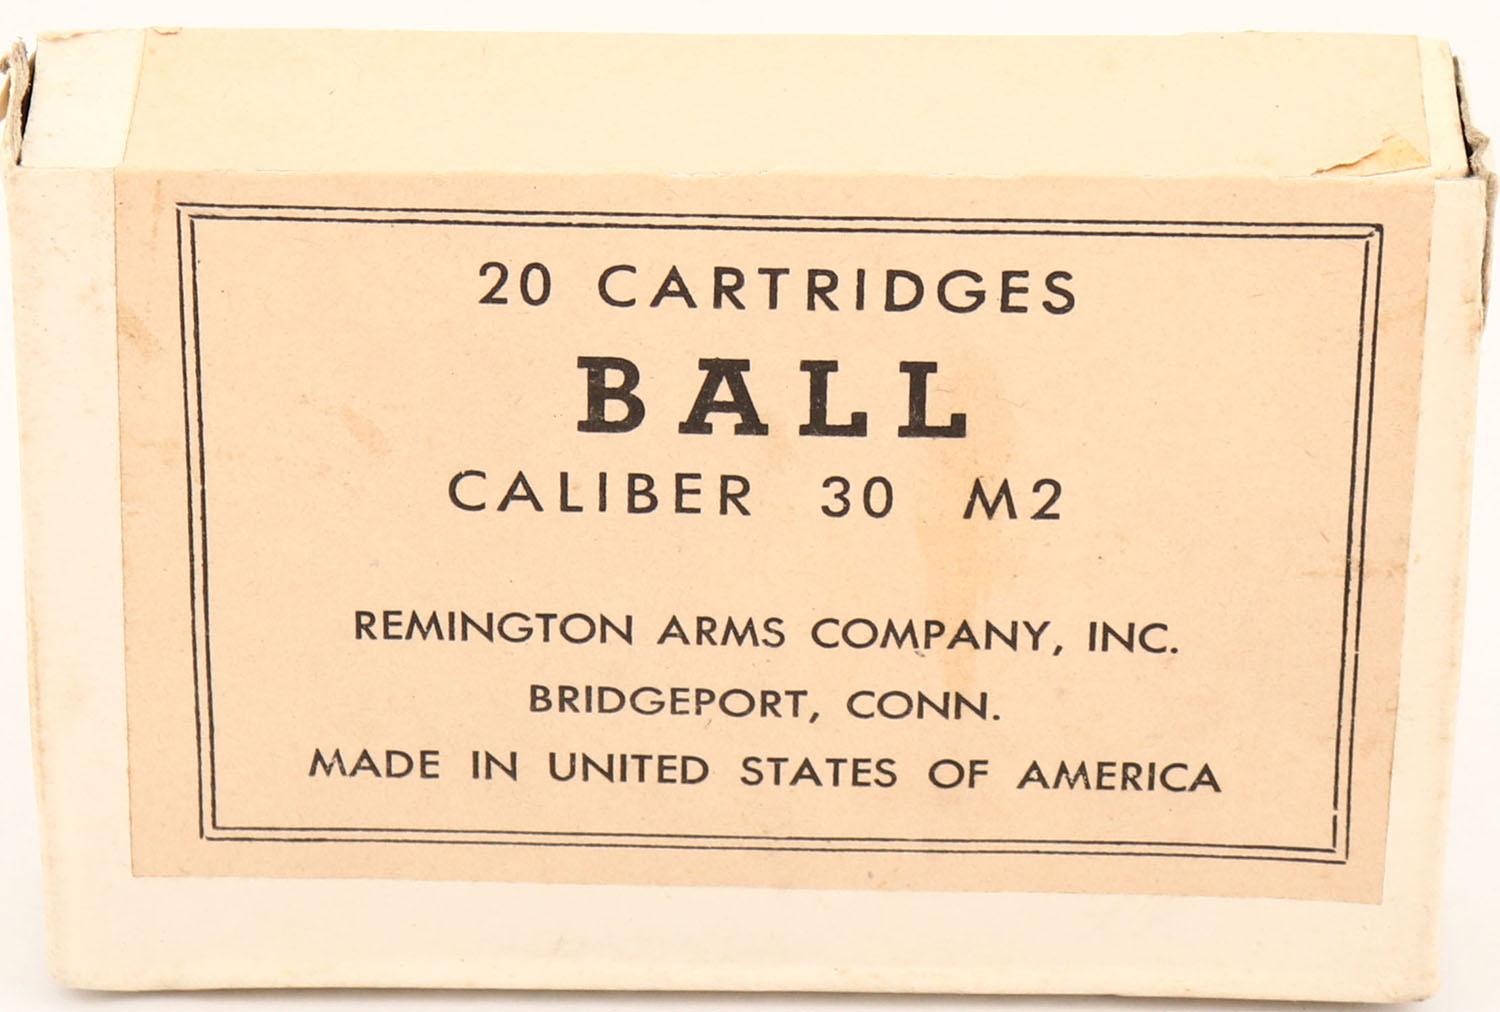 20 CARTRIDGES
BALL
CALIBER 30 M2
REMINGTON ARMS COMPANY, INC.
BRIDGEPORT, CONN.
MADE IN UNITED STATES OF AMERICA